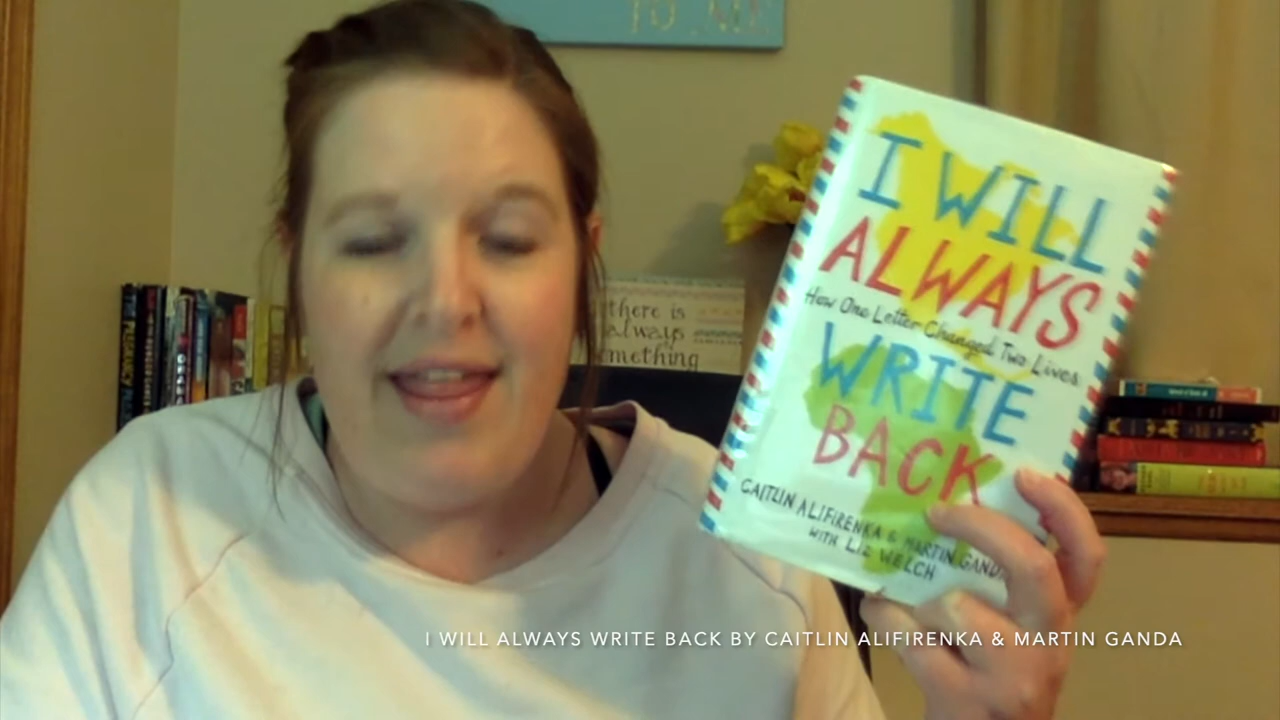 TO
there is
always
something
I WILL
ALWAYS
How One Letter Changed Two Lives
WRITE
BACK
CAITLIN ALIFIRENKA & MARTIN GANDA
WITH LIZ WELCH
I WILL ALWAYS WRITE BACK BY CAITLIN ALIFIRENKA & MARTIN GANDA